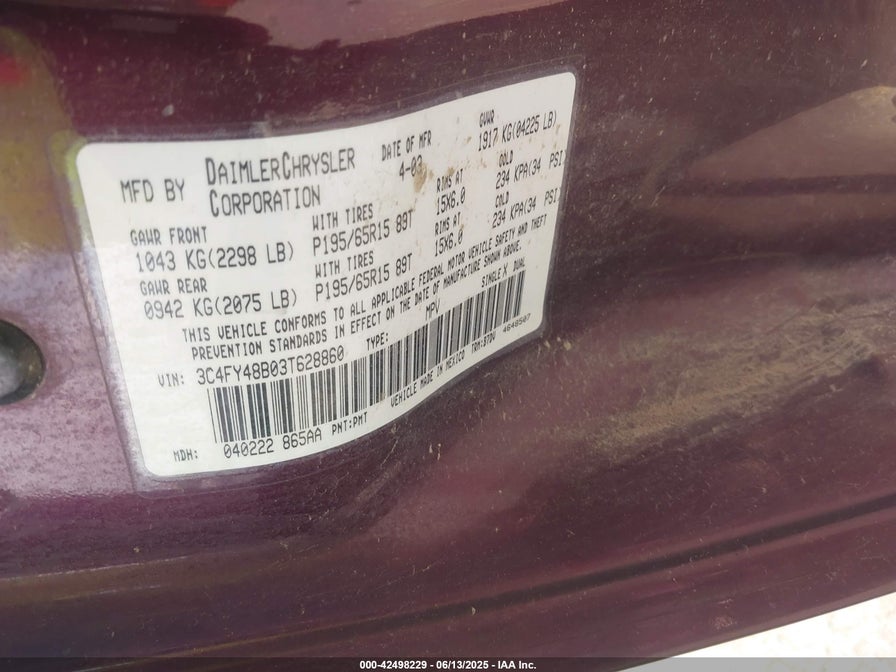 MFD BY DAIMLERCHRYSLER CORPORATION
DATE OF MFR 4-03
GVWR 1917 KG(04225 LB)
GAWR FRONT 1043 KG(2298 LB)
WITH TIRES P195/65R15 89T
RIMS AT 15X6.0
COLD 234 KPA(34 PSI
GAWR REAR 0942 KG(2075 LB)
WITH TIRES P195/65R15 89T
RIMS AT 15X6.0
COLD 234 KPA(34 PSI
THIS VEHICLE CONFORMS TO ALL APPLICABLE FEDERAL MOTOR VEHICLE SAFETY AND THEFT
PREVENTION STANDARDS IN EFFECT ON THE DATE OF MANUFACTURE SHOWN ABOVE.
VIN: 3C4FY48B03T628860 TYPE: MPV SINGLE X DUAL
MDH: 040222 865AA PNT:PMT VEHICLE MADE IN MEXICO TRM:B7DV 4648507
000-42498229 - 06/13/2025 - IAA Inc.